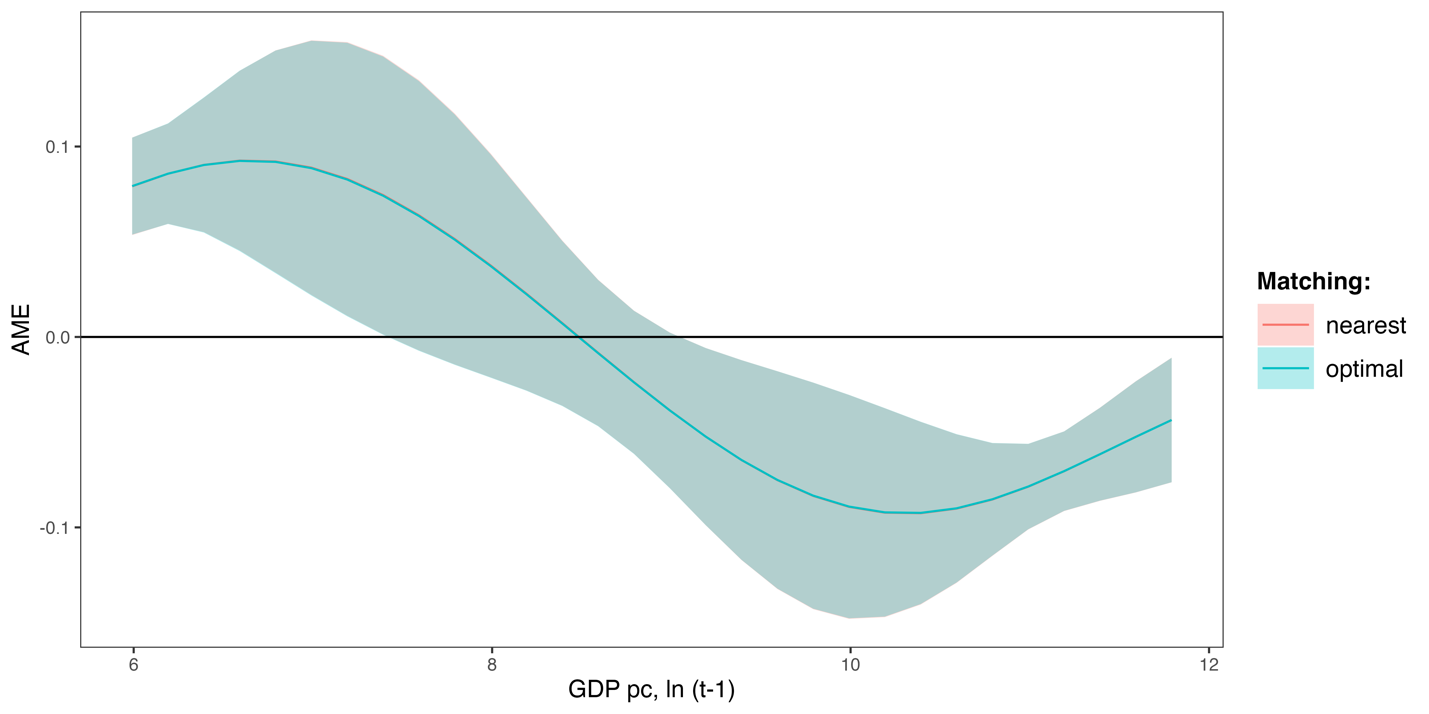 0.1
0.0
-0.1
AME
6
8
10
12
GDP pc, ln (t-1)
Matching:
nearest
optimal